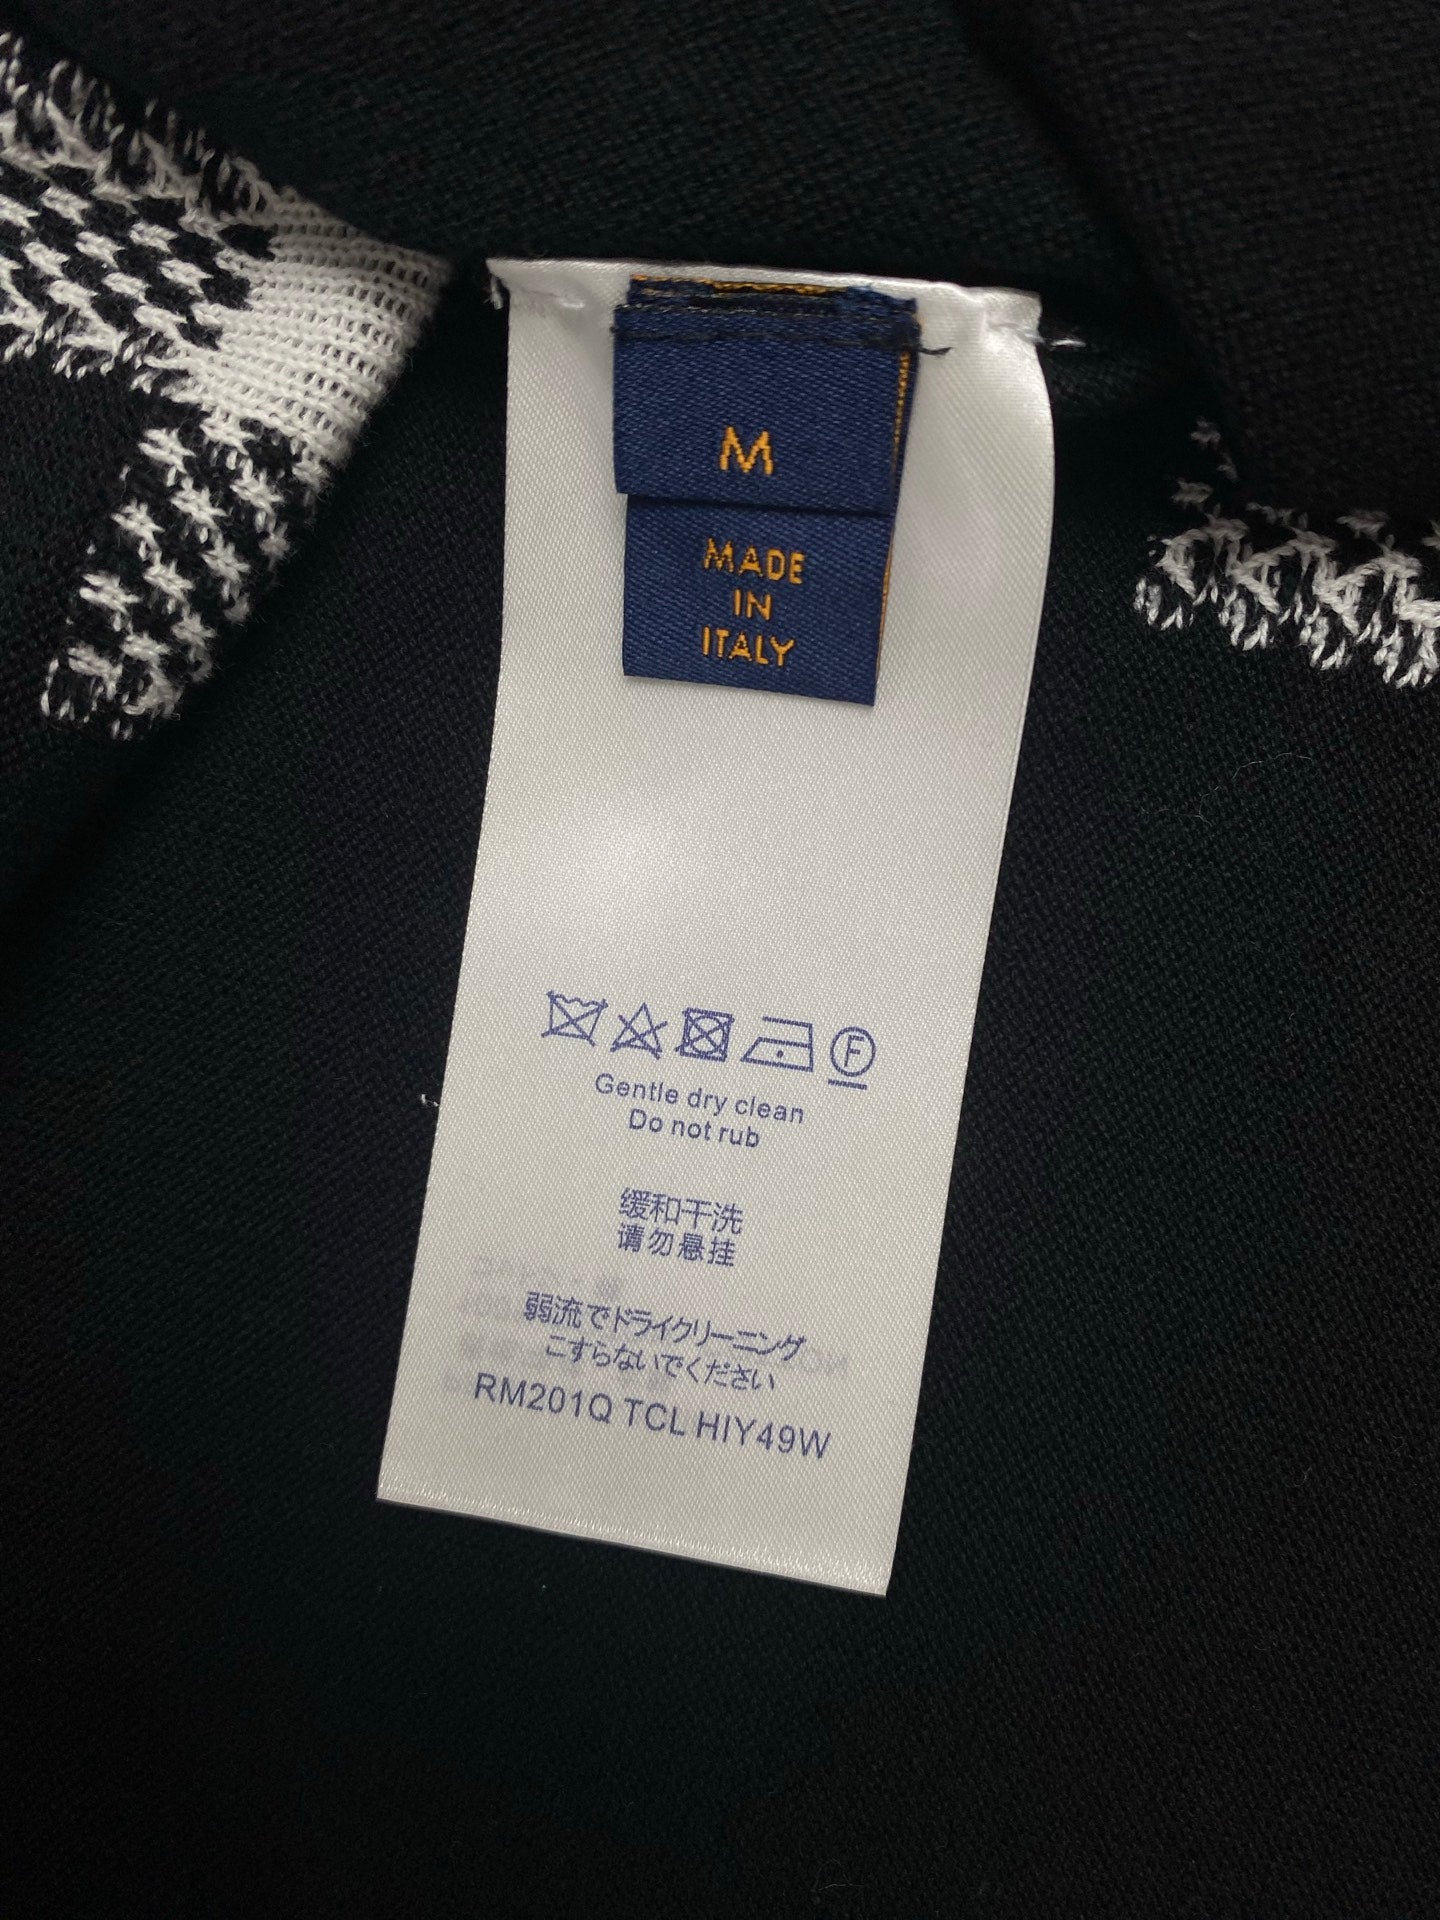 M
MADE
IN
ITALY
F
Gentle dry clean
Do not rub
缓和干洗
请勿悬挂
弱流でドライクリーニング
こすらないでください
RM201Q TCL HIY49W